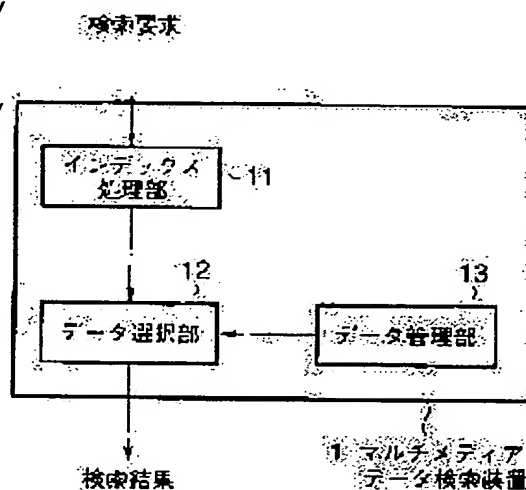 検索要求
インデックス
処理部
11
12
13
データ選択部
データ管理部
検索結果
1 マルチメディア
データ検索装置